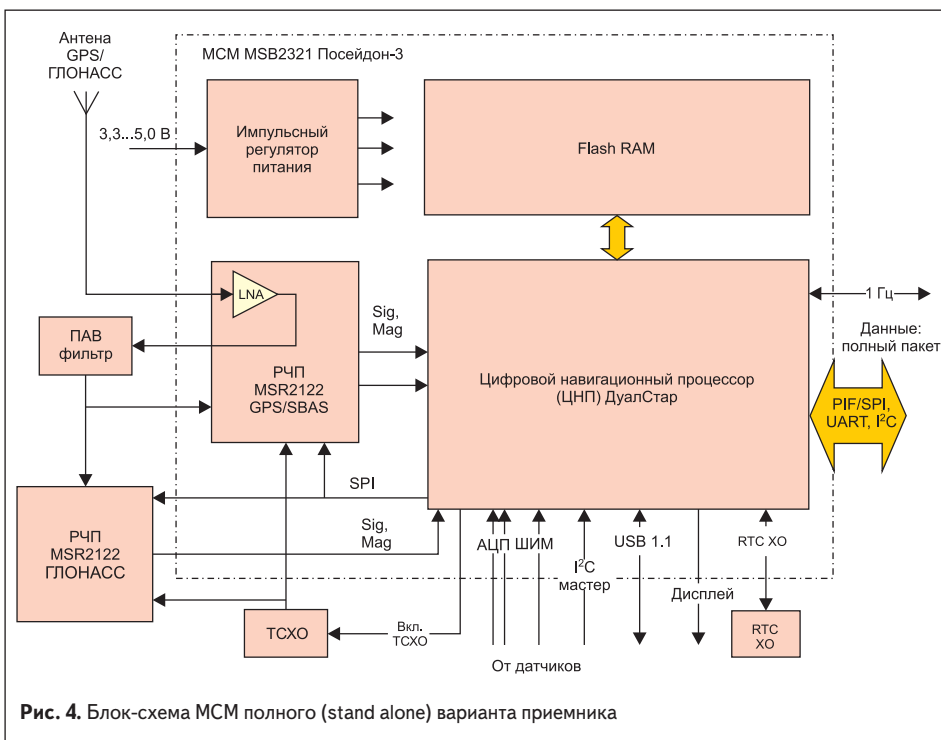 Антена
GPS/
ГЛОНАСС
МСМ MSB2321 Посейдон-3
3,3...5,0 В
Импульсный
регулятор
питания
Flash RAM
LNA
ПАВ
фильтр
РЧП
MSR2122
GPS/SBAS
Sig,
Mag
Цифровой навигационный процессор
(ЦНП) ДуалСтар
1 Гц
Данные:
полный пакет
PIF/SPI,
UART, I²C
SPI
РЧП
MSR2122
ГЛОНАСС
Sig,
Mag
АЦП
ШИМ
I²C
мастер
USB 1.1
RTC XO
Дисплей
TCXO
Вкл.
TCXO
RTC
XO
От датчиков
Рис. 4. Блок-схема МСМ полного (stand alone) варианта приемника